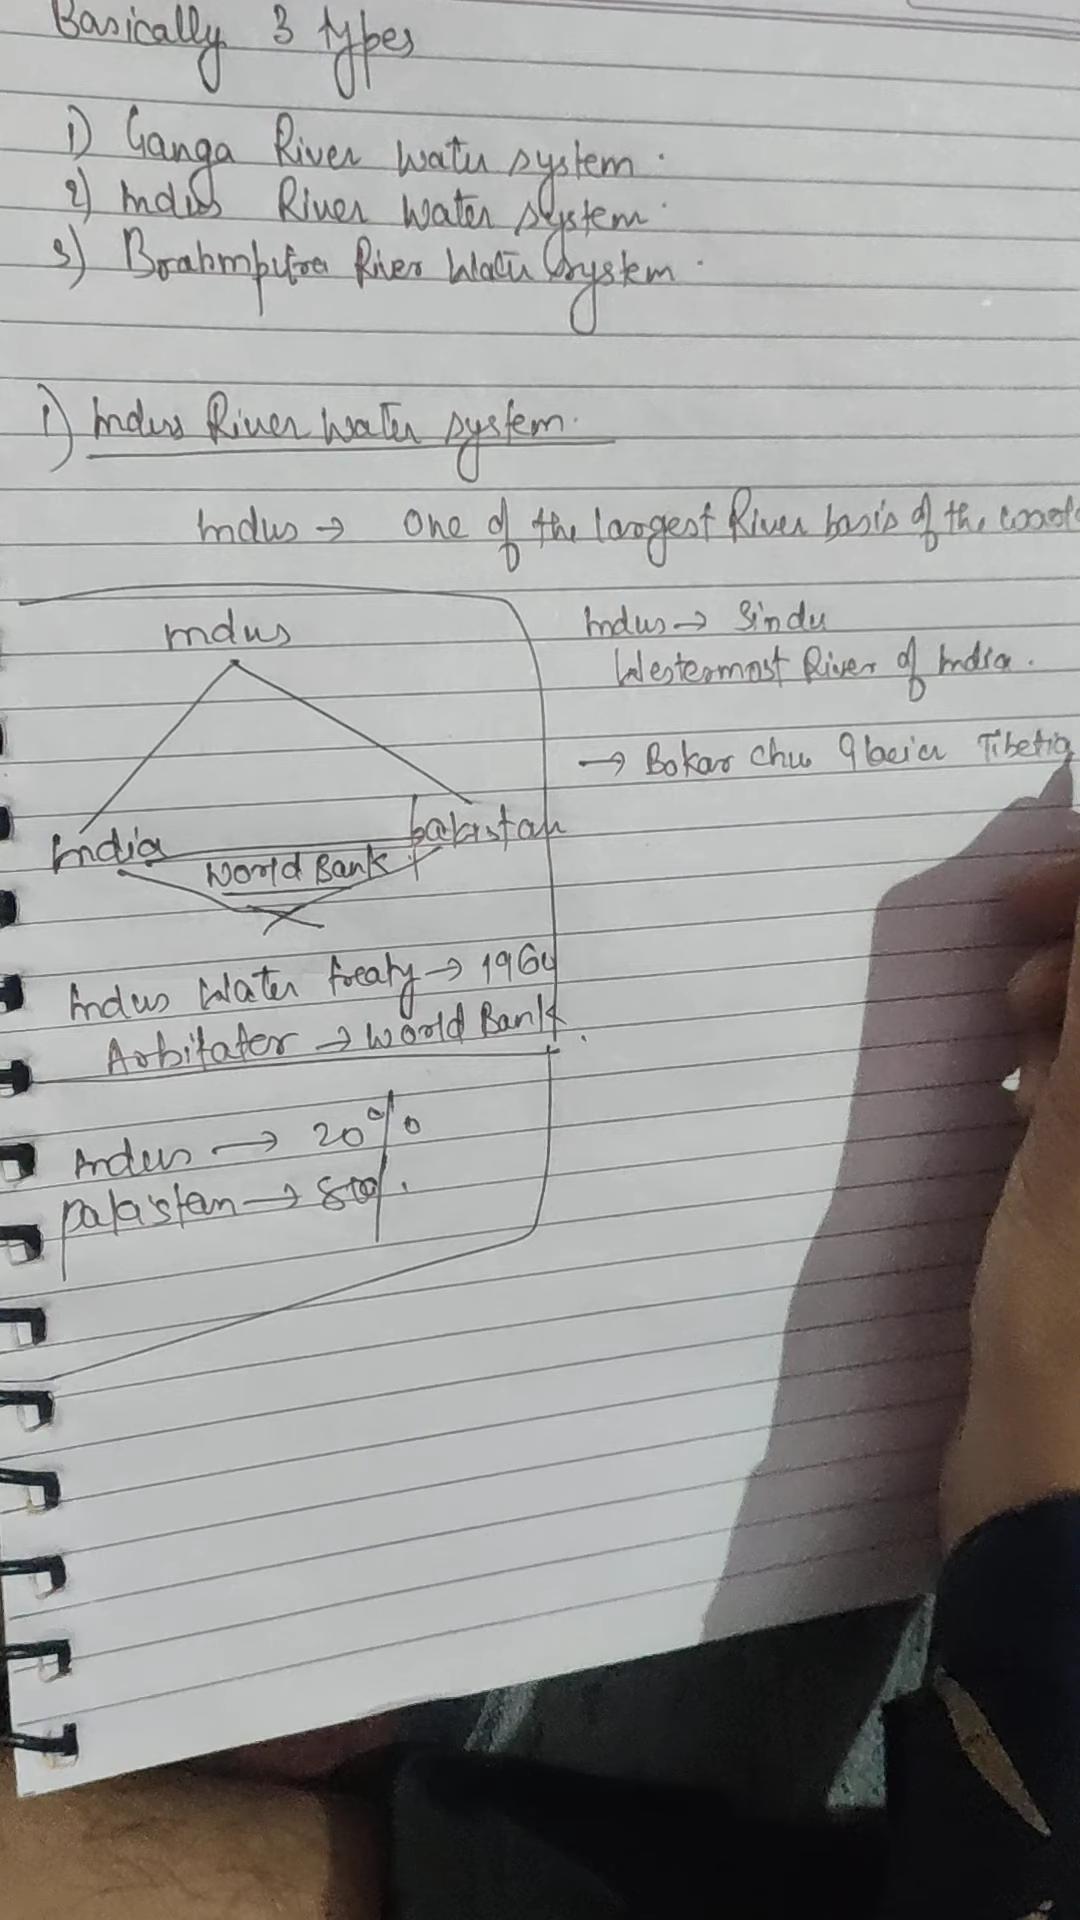 Basically 3 types
1) Ganga River Water system.
2) Indus River Water system.
3) Brahmputra River Water System.
1) Indus River Water system.
Indus → One of the largest River basis of the
Indus
India
Pakistan
World Bank
Indus Water treaty → 1960
Arbitater → World Bank.
Indus → 20%
Pakistan → 80%.
Indus → Sindu
Westermost River of India.
→ Bokar chu Glacier Tibetia